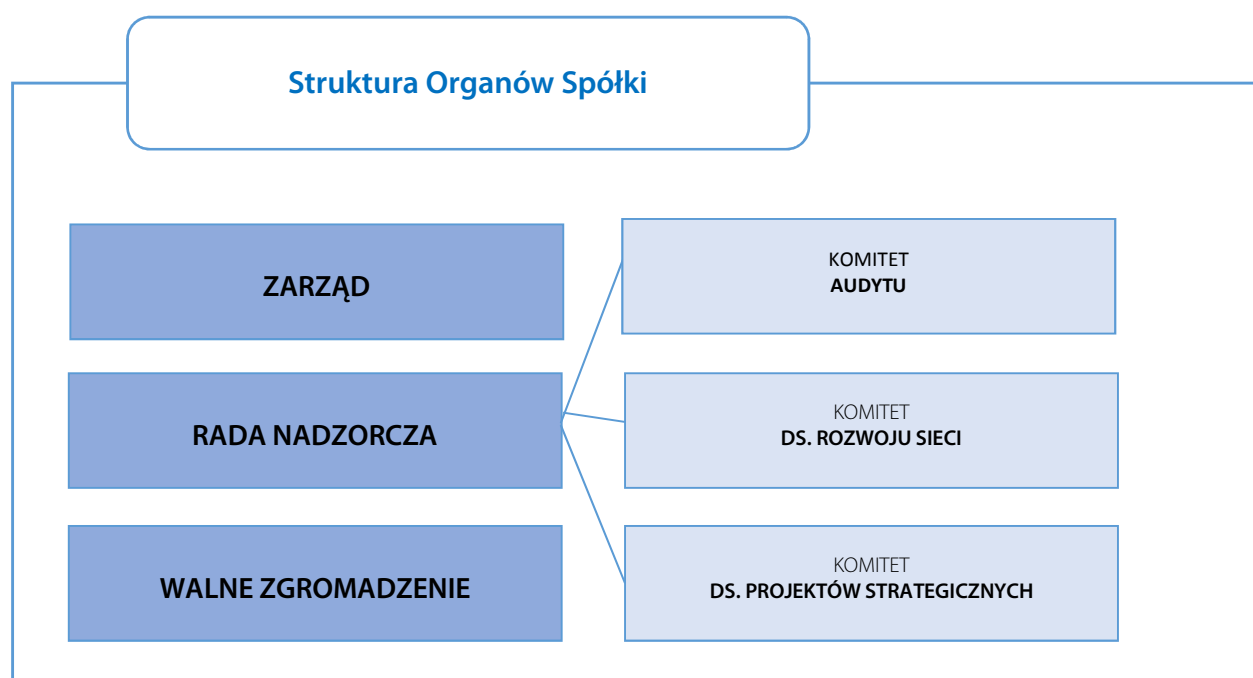 Struktura Organów Spółki
ZARZĄD
KOMITET
AUDYTU
RADA NADZORCZA
KOMITET
DS. ROZWOJU SIECI
WALNE ZGROMADZENIE
KOMITET
DS. PROJEKTÓW STRATEGICZNYCH